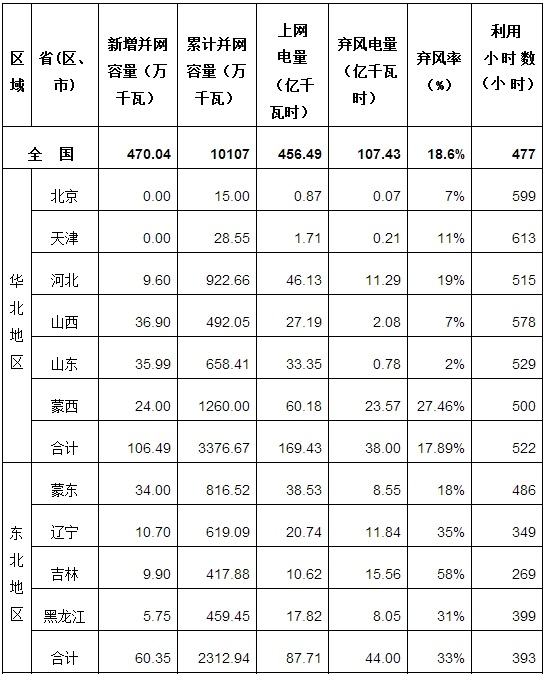 区域 省(区、市) 新增并网容量（万千瓦） 累计并网容量（万千瓦） 上网电量（亿千瓦时） 弃风电量（亿千瓦时） 弃风率（%） 利用小时数（小时）
全 国 470.04 10107 456.49 107.43 18.6% 477
华北地区 北京 0.00 15.00 0.87 0.07 7% 599
天津 0.00 28.55 1.71 0.21 11% 613
河北 9.60 922.66 46.13 11.29 19% 515
山西 36.90 492.05 27.19 2.08 7% 578
山东 35.99 658.41 33.35 0.78 2% 529
蒙西 24.00 1260.00 60.18 23.57 27.46% 500
合计 106.49 3376.67 169.43 38.00 17.89% 522
东北地区 蒙东 34.00 816.52 38.53 8.55 18% 486
辽宁 10.70 619.09 20.74 11.84 35% 349
吉林 9.90 417.88 10.62 15.56 58% 269
黑龙江 5.75 459.45 17.82 8.05 31% 399
合计 60.35 2312.94 87.71 44.00 33% 393